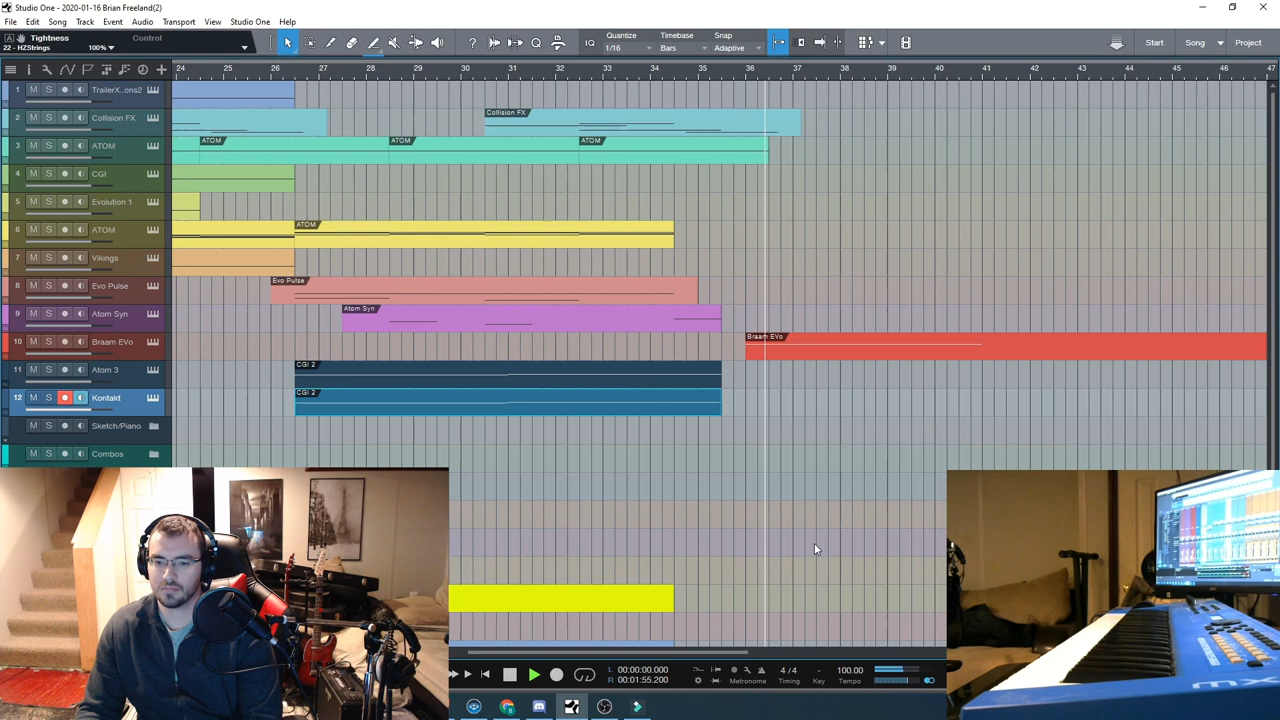 Studio One - 2020-01-16 Brian Freeland(2)
File Edit Song Track Event Audio Transport View Studio One Help
Tightness Control
22 - HZStrings 100%
Quantize Timebase Snap
IQ 1/16 Bars Adaptive
Start Song Project
24 25 26 27 28 29 30 31 32 33 34 35 36 37 38 39 40 41 42 43 44 45 46 47
1 M S TrailerX..ons2
2 M S Collision FX Collision FX
3 M S ATOM ATOM ATOM ATOM
4 M S CGI
5 M S Evolution 1
6 M S ATOM ATOM
7 M S Vikings
8 M S Evo Pulse Evo Pulse
9 M S Atom Syn Atom Syn
10 M S Braam EVo Braam EVo
11 M S Atom 3 CGI 2
12 M S Kontakt CGI 2
M S Sketch/Piano
M S Combos
L 00:00:00.000
R 00:01:55.200
4 / 4 - 100.00
Metronome Timing Key Tempo